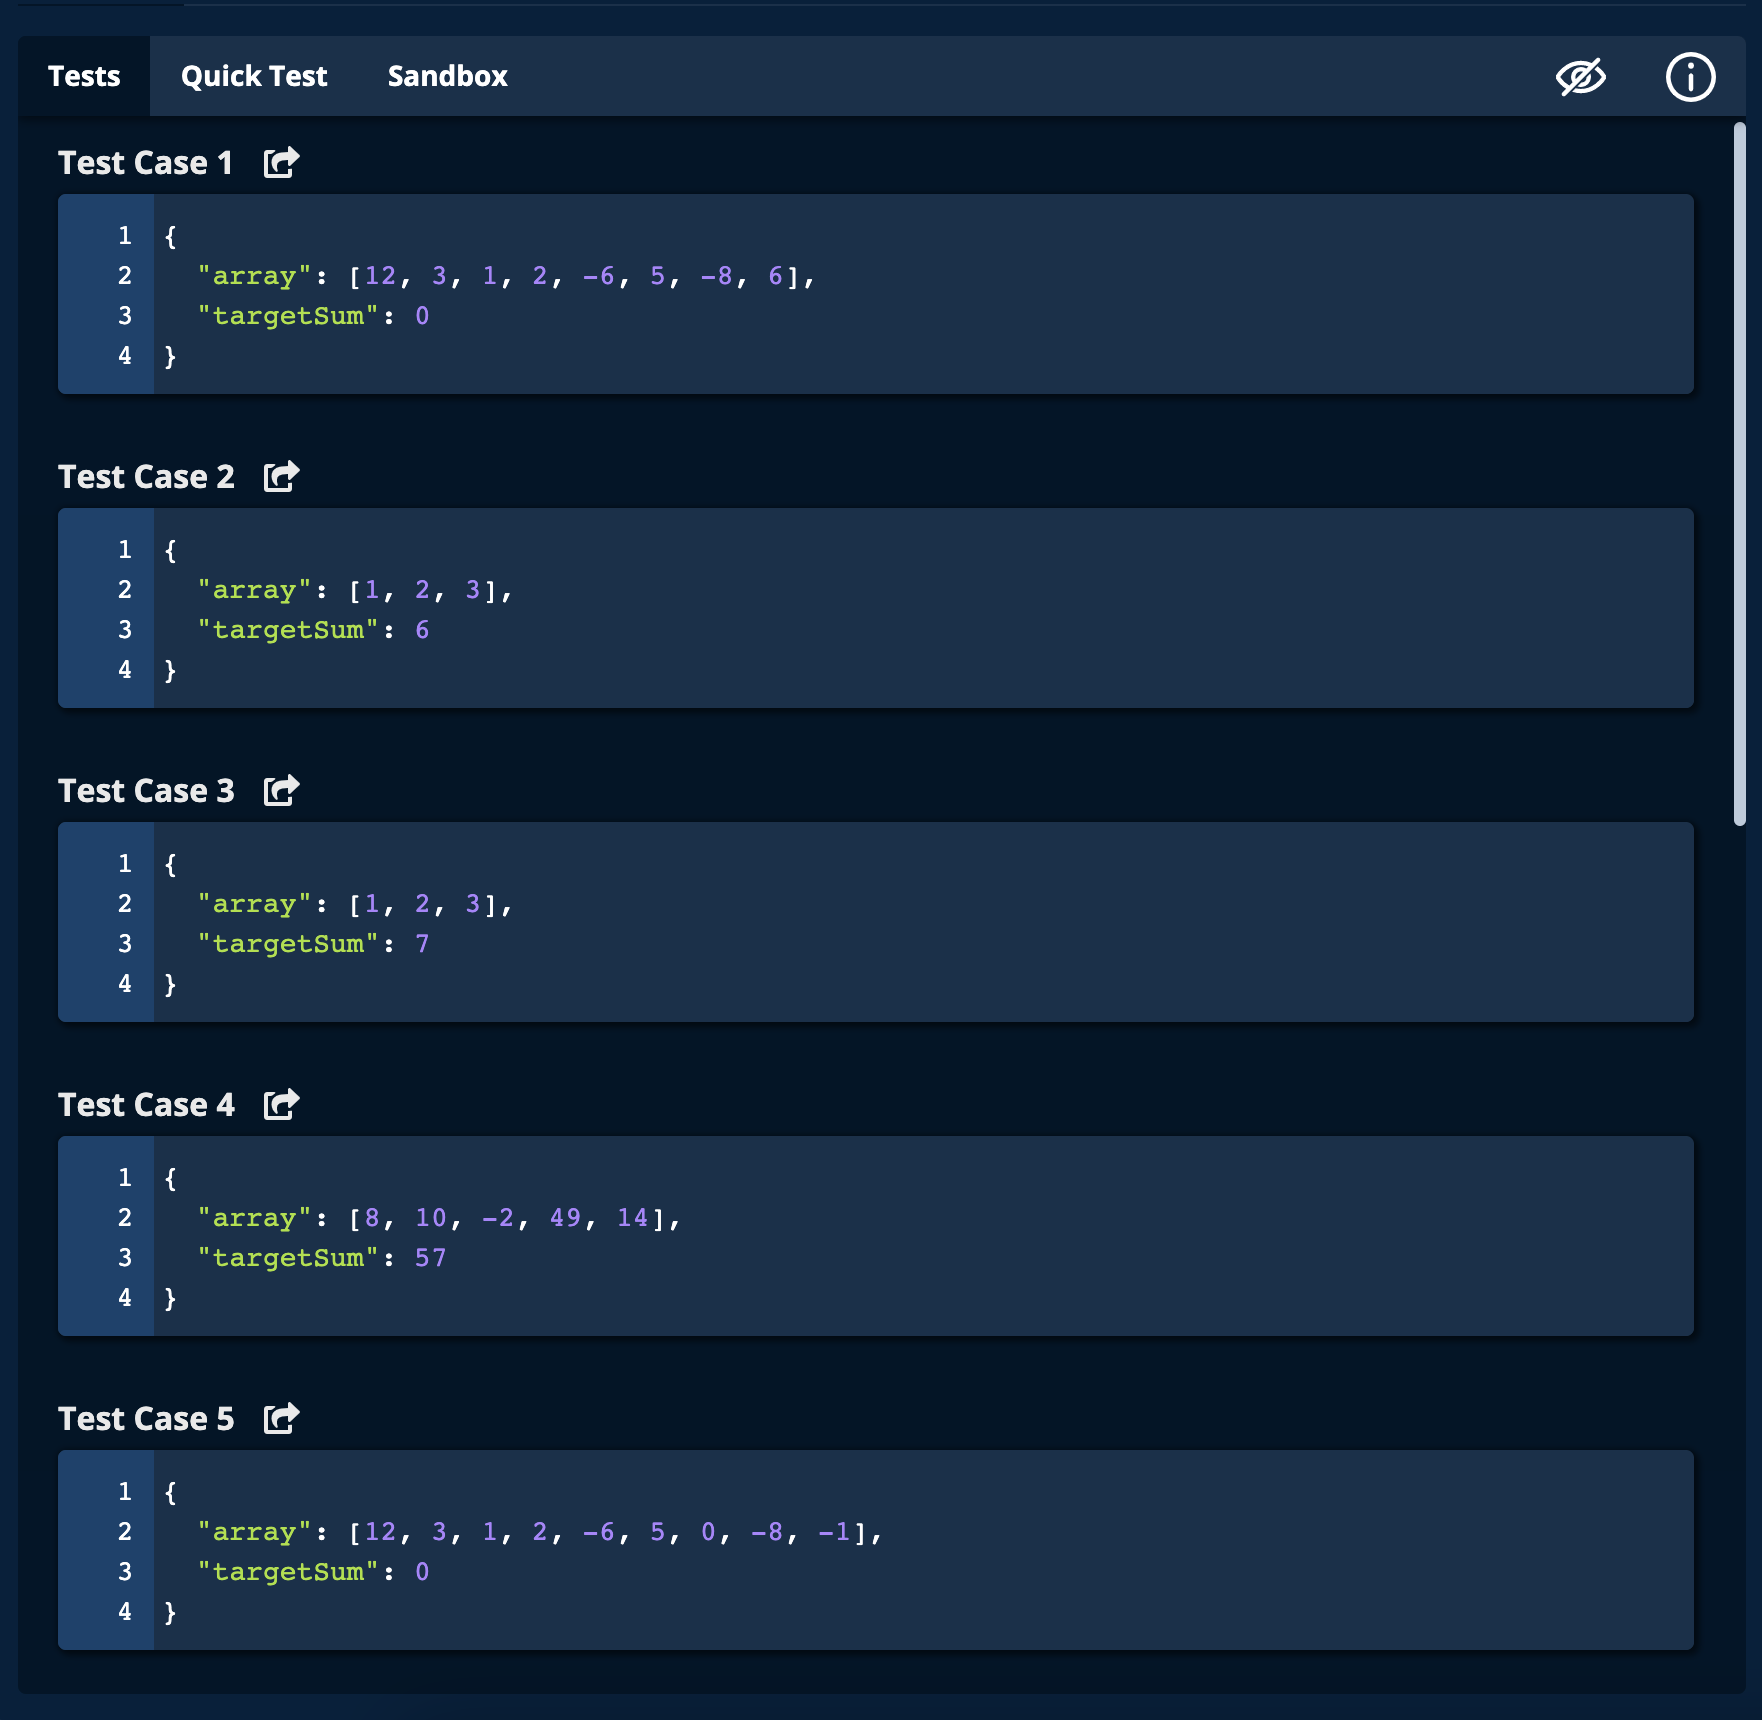 Tests Quick Test Sandbox
Test Case 1
1 {
2 "array": [12, 3, 1, 2, -6, 5, -8, 6],
3 "targetSum": 0
4 }
Test Case 2
1 {
2 "array": [1, 2, 3],
3 "targetSum": 6
4 }
Test Case 3
1 {
2 "array": [1, 2, 3],
3 "targetSum": 7
4 }
Test Case 4
1 {
2 "array": [8, 10, -2, 49, 14],
3 "targetSum": 57
4 }
Test Case 5
1 {
2 "array": [12, 3, 1, 2, -6, 5, 0, -8, -1],
3 "targetSum": 0
4 }